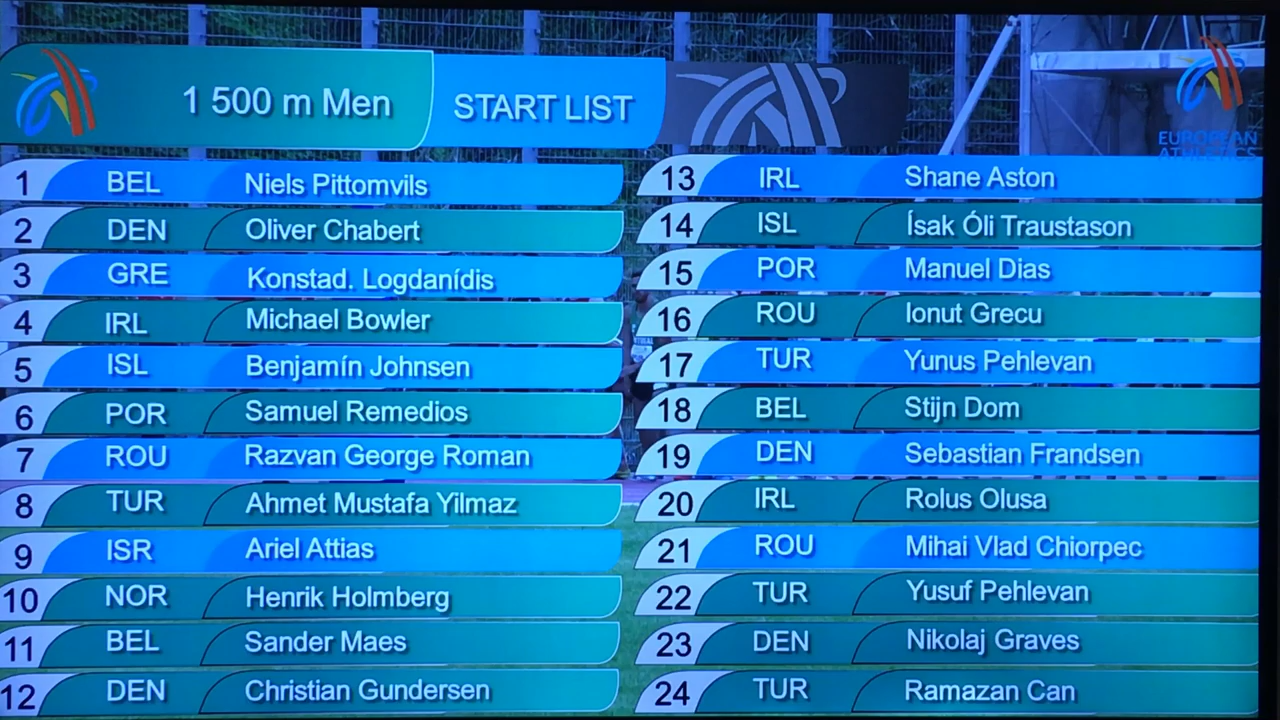 1 500 m Men
START LIST
EUROPEAN
ATHLETICS
1 BEL Niels Pittomvils
2 DEN Oliver Chabert
3 GRE Konstad. Logdanídis
4 IRL Michael Bowler
5 ISL Benjamín Johnsen
6 POR Samuel Remedios
7 ROU Razvan George Roman
8 TUR Ahmet Mustafa Yilmaz
9 ISR Ariel Attias
10 NOR Henrik Holmberg
11 BEL Sander Maes
12 DEN Christian Gundersen
13 IRL Shane Aston
14 ISL Ísak Óli Traustason
15 POR Manuel Dias
16 ROU Ionut Grecu
17 TUR Yunus Pehlevan
18 BEL Stijn Dom
19 DEN Sebastian Frandsen
20 IRL Rolus Olusa
21 ROU Mihai Vlad Chiorpec
22 TUR Yusuf Pehlevan
23 DEN Nikolaj Graves
24 TUR Ramazan Can